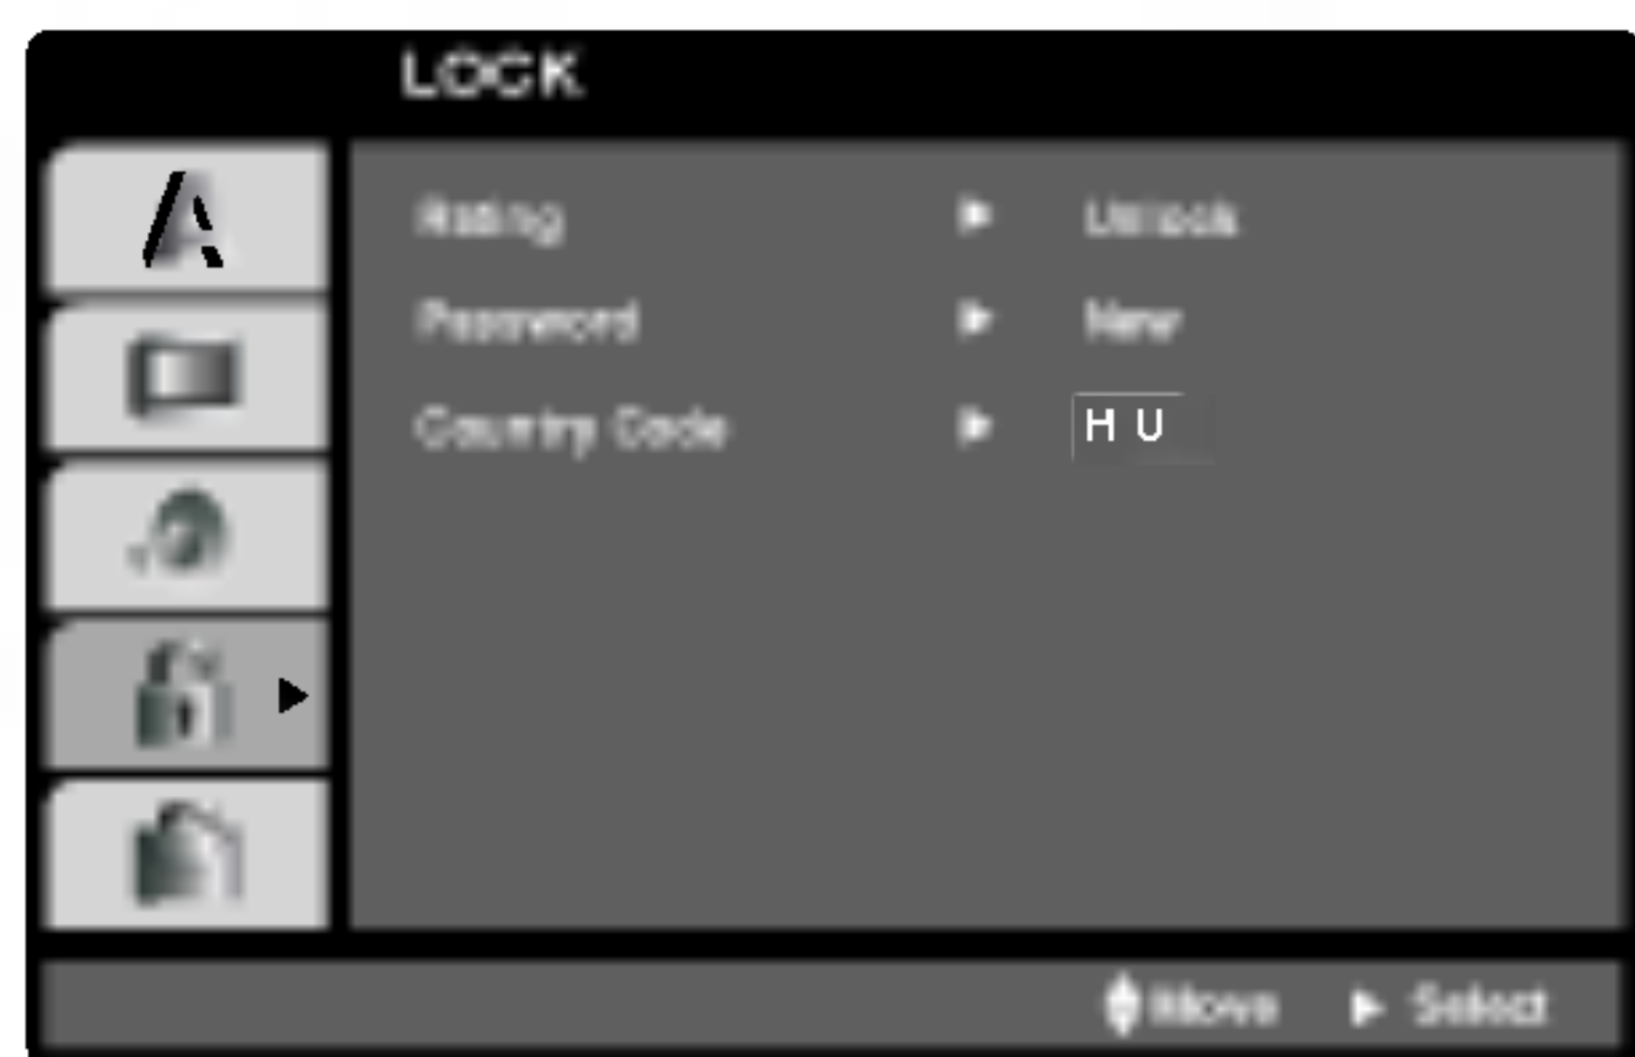 LOCK
Rating Unlock
Password New
Country Code H U
Move Select